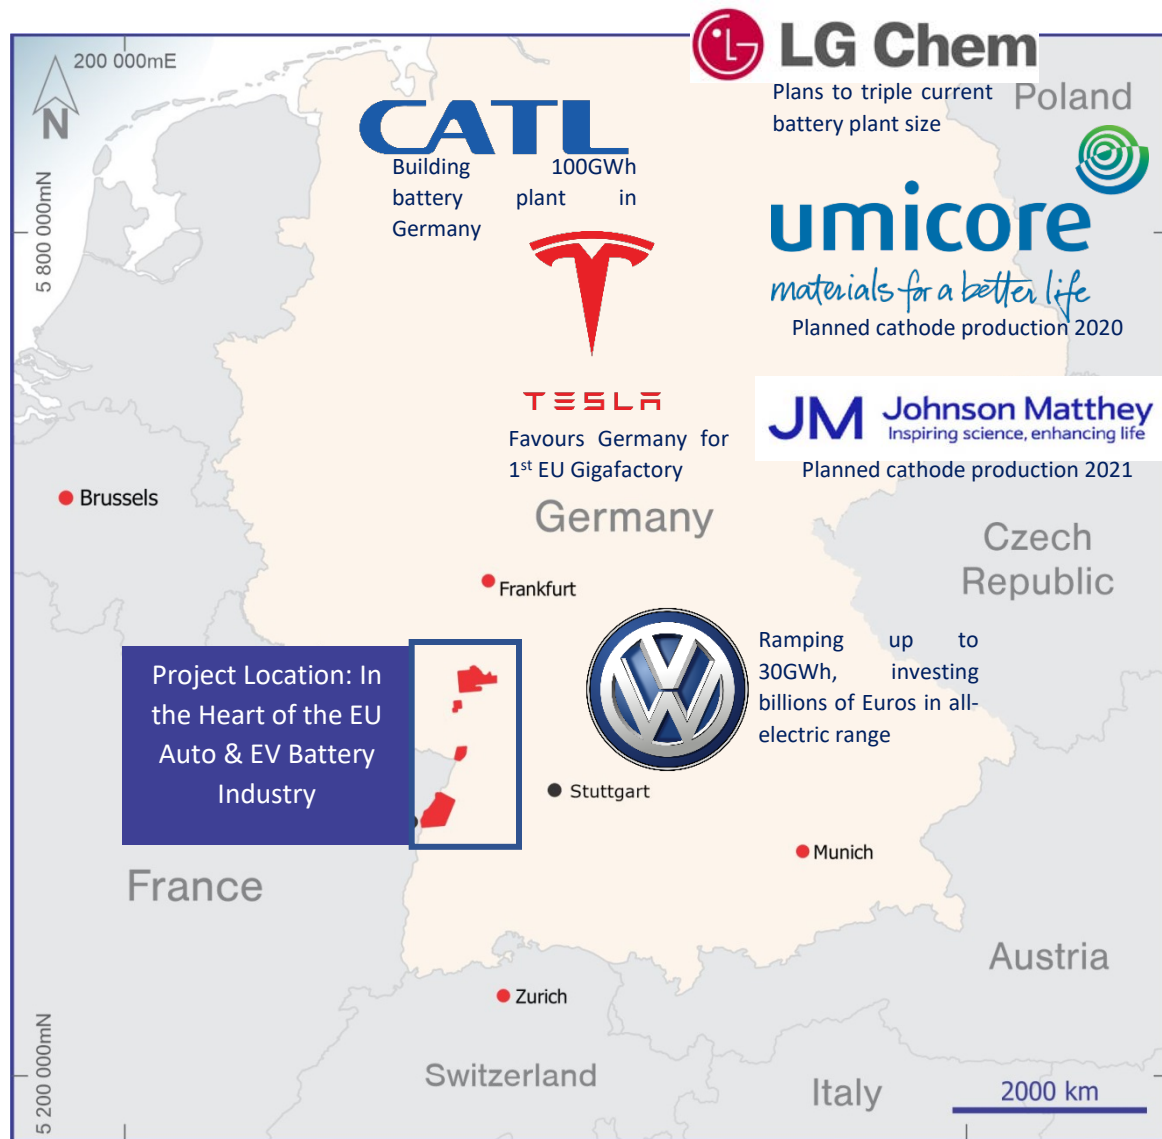 200 000mE
N
LG Chem
Plans to triple current
battery plant size
Poland
CATL
Building 100GWh
battery plant in
Germany
5 800 000mN
umicore
materials for a better life
Planned cathode production 2020
TESLA
Favours Germany for
1st EU Gigafactory
JM Johnson Matthey
Inspiring science, enhancing life
Planned cathode production 2021
Brussels
Germany
Czech
Republic
Frankfurt
Project Location: In
the Heart of the EU
Auto & EV Battery
Industry
VW
Ramping up to
30GWh, investing
billions of Euros in all-
electric range
Stuttgart
Munich
France
Austria
Zurich
5 200 000mN
Switzerland
Italy
2000 km